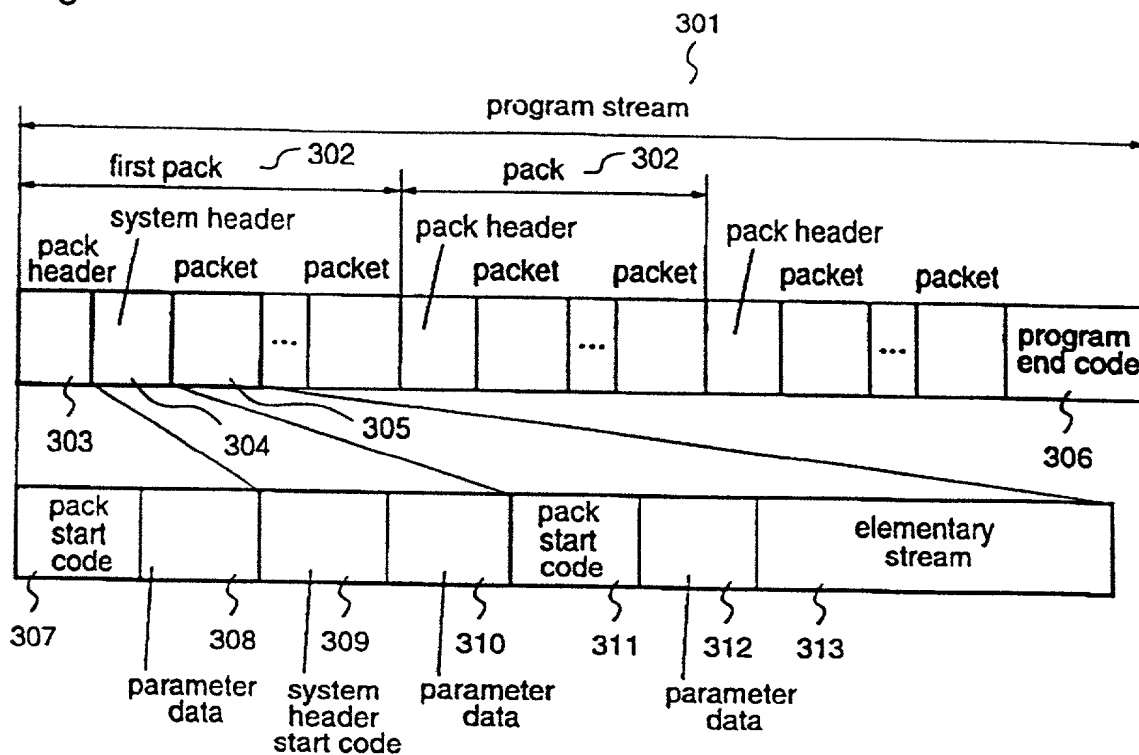 301
program stream
first pack 302 pack 302
system header
pack header packet packet pack header packet packet pack header packet packet
... ... ... program end code
303 304 305 306
pack start code pack start code elementary stream
307 308 309 310 311 312 313
parameter data system header start code parameter data parameter data